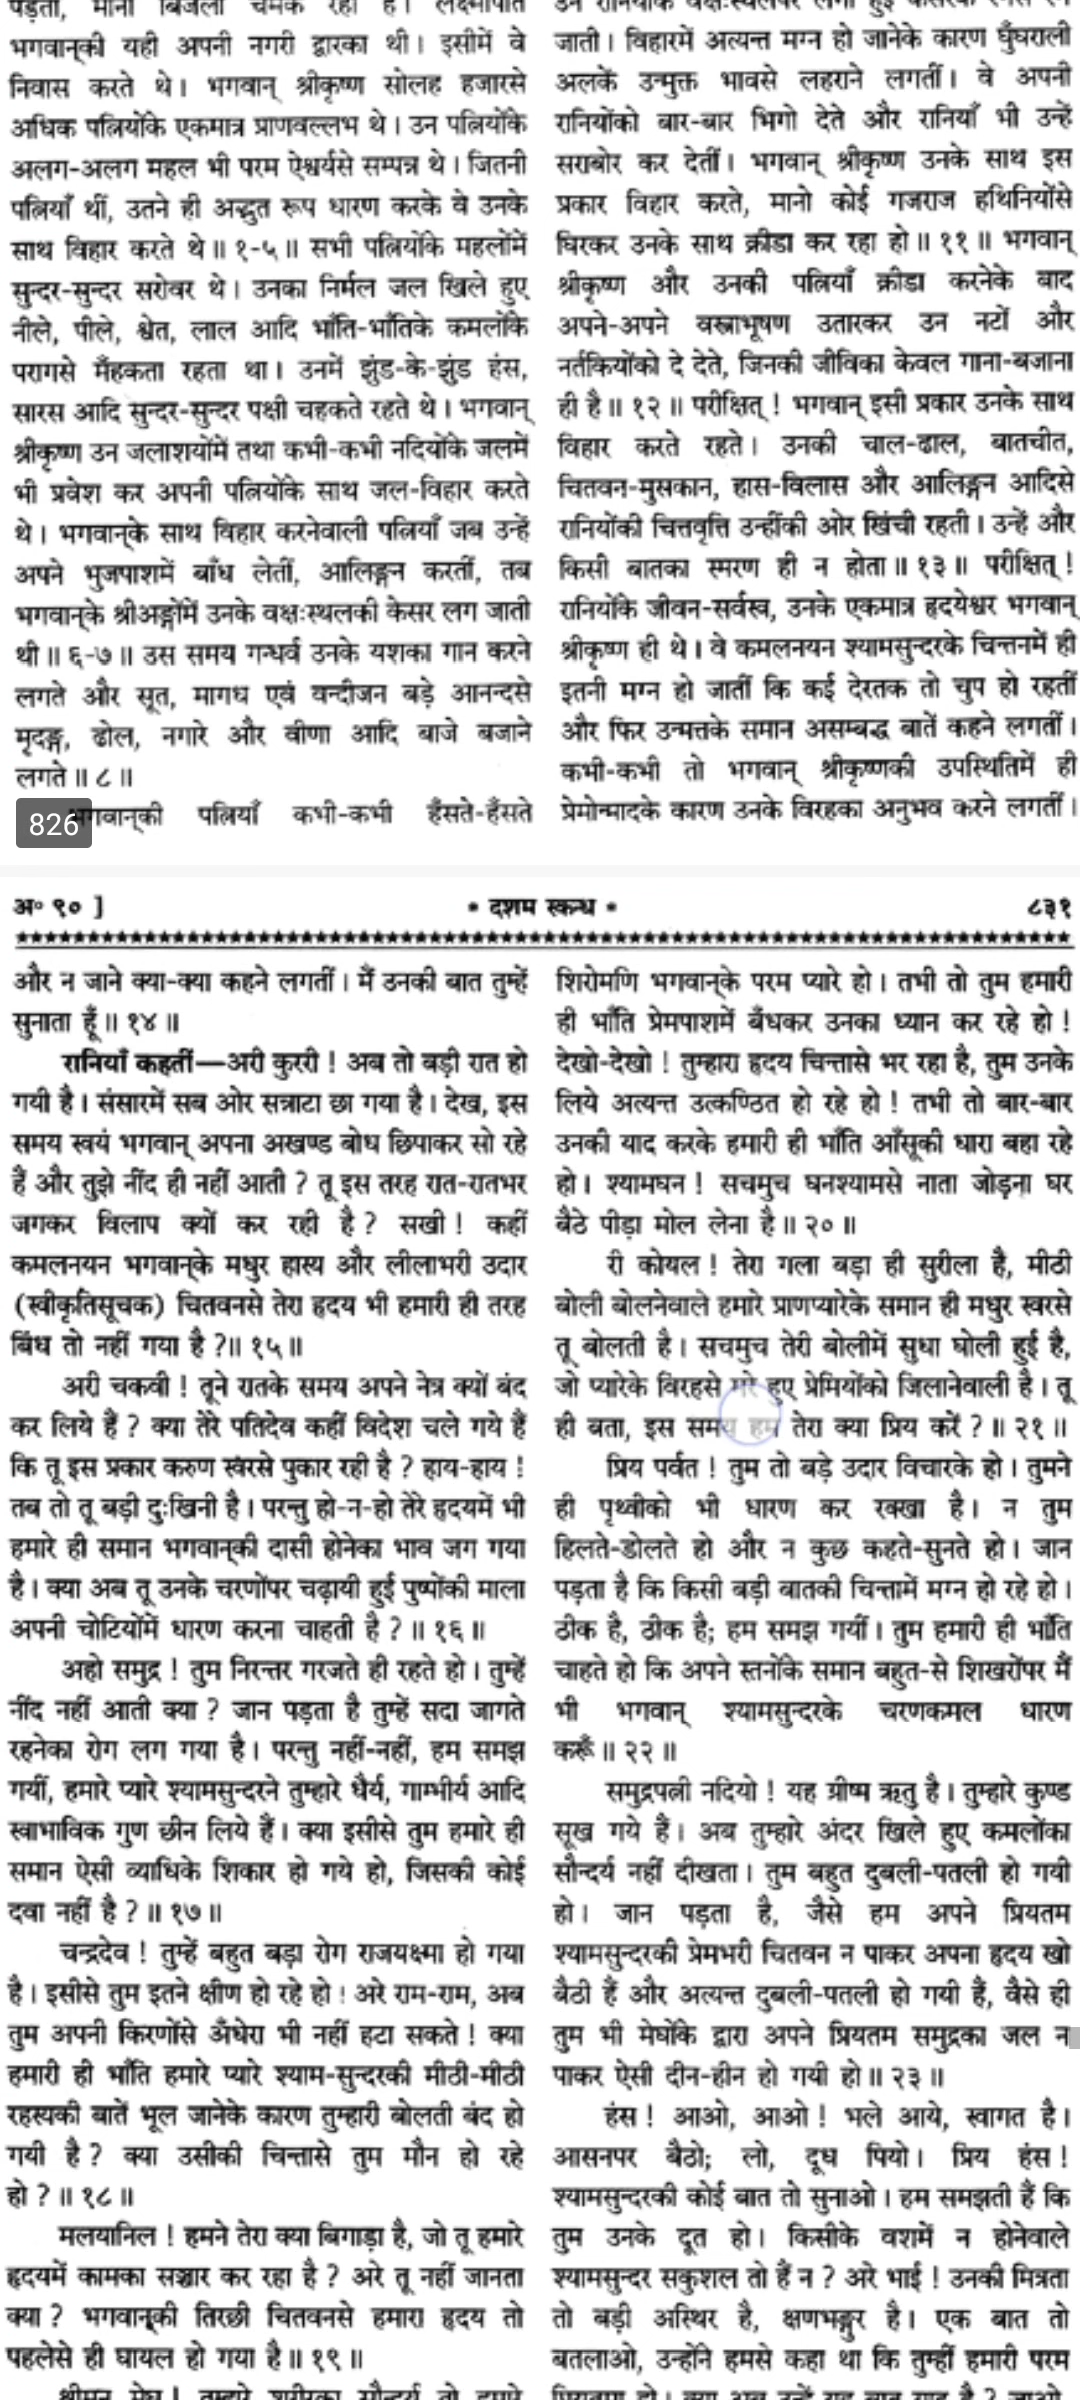 पड़ता, मानो बिजली चमक रही है। लक्ष्मीपति
भगवान्‌की यही अपनी नगरी द्वारका थी। इसीमें वे
निवास करते थे। भगवान् श्रीकृष्ण सोलह हजारसे
अधिक पत्नियोंके एकमात्र प्राणवल्लभ थे। उन पत्नियोंके
अलग-अलग महल भी परम ऐश्वर्यसे सम्पन्न थे। जितनी
पत्नियाँ थीं, उतने ही अद्भुत रूप धारण करके वे उनके
साथ विहार करते थे॥ १-५॥ सभी पत्नियोंके महलोंमें
सुन्दर-सुन्दर सरोवर थे। उनका निर्मल जल खिले हुए
नीले, पीले, श्वेत, लाल आदि भाँति-भाँतिके कमलोंके
परागसे मँहकता रहता था। उनमें झुंड-के-झुंड हंस,
सारस आदि सुन्दर-सुन्दर पक्षी चहकते रहते थे। भगवान्
श्रीकृष्ण उन जलाशयोंमें तथा कभी-कभी नदियोंके जलमें
भी प्रवेश कर अपनी पत्नियोंके साथ जल-विहार करते
थे। भगवान्‌के साथ विहार करनेवाली पत्नियाँ जब उन्हें
अपने भुजपाशमें बाँध लेतीं, आलिङ्गन करतीं, तब
भगवान्‌के श्रीअङ्गोंमें उनके वक्षःस्थलकी केसर लग जाती
थी॥ ६-७॥ उस समय गन्धर्व उनके यशका गान करने
लगते और सूत, मागध एवं वन्दीजन बड़े आनन्दसे
मृदङ्ग, ढोल, नगारे और वीणा आदि बाजे बजाने
लगते॥ ८॥
826
भगवान्‌की पत्नियाँ कभी-कभी हँसते-हँसते
जाती। विहारमें अत्यन्त मग्न हो जानेके कारण घुँघराली
अलकें उन्मुक्त भावसे लहराने लगतीं। वे अपनी
रानियोंको बार-बार भिगो देते और रानियाँ भी उन्हें
सराबोर कर देतीं। भगवान् श्रीकृष्ण उनके साथ इस
प्रकार विहार करते, मानो कोई गजराज हथिनियोंसे
घिरकर उनके साथ क्रीडा कर रहा हो॥ ११॥ भगवान्
श्रीकृष्ण और उनकी पत्नियाँ क्रीडा करनेके बाद
अपने-अपने वस्त्राभूषण उतारकर उन नटों और
नर्तकियोंको दे देते, जिनकी जीविका केवल गाना-बजाना
ही है॥ १२॥ परीक्षित्! भगवान् इसी प्रकार उनके साथ
विहार करते रहते। उनकी चाल-ढाल, बातचीत,
चितवन-मुसकान, हास-विलास और आलिङ्गन आदिसे
रानियोंकी चित्तवृत्ति उन्हींकी ओर खिंची रहती। उन्हें और
किसी बातका स्मरण ही न होता॥ १३॥ परीक्षित्!
रानियोंके जीवन-सर्वस्व, उनके एकमात्र हृदयेश्वर भगवान्
श्रीकृष्ण ही थे। वे कमलनयन श्यामसुन्दरके चिन्तनमें ही
इतनी मग्न हो जातीं कि कई देरतक तो चुप हो रहतीं
और फिर उन्मत्तके समान असम्बद्ध बातें कहने लगतीं।
कभी-कभी तो भगवान् श्रीकृष्णकी उपस्थितिमें ही
प्रेमोन्मादके कारण उनके विरहका अनुभव करने लगतीं।
अ॰ ९० ] * दशम स्कन्ध * ८३१
और न जाने क्या-क्या कहने लगतीं। मैं उनकी बात तुम्हें
सुनाता हूँ॥ १४॥
रानियाँ कहतीं—अरी कुररी! अब तो बड़ी रात हो
गयी है। संसारमें सब ओर सन्नाटा छा गया है। देख, इस
समय स्वयं भगवान् अपना अखण्ड बोध छिपाकर सो रहे
हैं और तुझे नींद ही नहीं आती? तू इस तरह रात-रातभर
जगकर विलाप क्यों कर रही है? सखी! कहीं
कमलनयन भगवान्‌के मधुर हास्य और लीलाभरी उदार
(स्वीकृतिसूचक) चितवनसे तेरा हृदय भी हमारी ही तरह
बिंध तो नहीं गया है?॥ १५॥
अरी चकवी! तूने रातके समय अपने नेत्र क्यों बंद
कर लिये हैं? क्या तेरे पतिदेव कहीं विदेश चले गये हैं
कि तू इस प्रकार करुण स्वरसे पुकार रही है? हाय-हाय!
तब तो तू बड़ी दुःखिनी है। परन्तु हो-न-हो तेरे हृदयमें भी
हमारे ही समान भगवान्‌की दासी होनेका भाव जग गया
है। क्या अब तू उनके चरणोंपर चढ़ायी हुई पुष्पोंकी माला
अपनी चोटियोंमें धारण करना चाहती है?॥ १६॥
अहो समुद्र! तुम निरन्तर गरजते ही रहते हो। तुम्हें
नींद नहीं आती क्या? जान पड़ता है तुम्हें सदा जागते
रहनेका रोग लग गया है। परन्तु नहीं-नहीं, हम समझ
गयीं, हमारे प्यारे श्यामसुन्दरने तुम्हारे धैर्य, गाम्भीर्य आदि
स्वाभाविक गुण छीन लिये हैं। क्या इसीसे तुम हमारे ही
समान ऐसी व्याधिके शिकार हो गये हो, जिसकी कोई
दवा नहीं है?॥ १७॥
चन्द्रदेव! तुम्हें बहुत बड़ा रोग राजयक्ष्मा हो गया
है। इसीसे तुम इतने क्षीण हो रहे हो! अरे राम-राम, अब
तुम अपनी किरणोंसे अँधेरा भी नहीं हटा सकते! क्या
हमारी ही भाँति हमारे प्यारे श्याम-सुन्दरकी मीठी-मीठी
रहस्यकी बातें भूल जानेके कारण तुम्हारी बोलती बंद हो
गयी है? क्या उसीकी चिन्तासे तुम मौन हो रहे
हो?॥ १८॥
मलयानिल! हमने तेरा क्या बिगाड़ा है, जो तू हमारे
हृदयमें कामका सञ्चार कर रहा है? अरे तू नहीं जानता
क्या? भगवान्‌की तिरछी चितवनसे हमारा हृदय तो
पहलेसे ही घायल हो गया है॥ १९॥
श्रीमन् मेघ! तुम्हारे शरीरका सौन्दर्य तो हमारे
शिरोमणि भगवान्‌के परम प्यारे हो। तभी तो तुम हमारी
ही भाँति प्रेमपाशमें बँधकर उनका ध्यान कर रहे हो!
देखो-देखो! तुम्हारा हृदय चिन्तासे भर रहा है, तुम उनके
लिये अत्यन्त उत्कण्ठित हो रहे हो! तभी तो बार-बार
उनकी याद करके हमारी ही भाँति आँसूकी धारा बहा रहे
हो। श्यामघन! सचमुच घनश्यामसे नाता जोड़ना घर
बैठे पीड़ा मोल लेना है॥ २०॥
री कोयल! तेरा गला बड़ा ही सुरीला है, मीठी
बोली बोलनेवाले हमारे प्राणप्यारेके समान ही मधुर स्वरसे
तू बोलती है। सचमुच तेरी बोलीमें सुधा घोली हुई है,
जो प्यारेके विरहसे मरे हुए प्रेमियोंको जिलानेवाली है। तू
ही बता, इस समय हम तेरा क्या प्रिय करें?॥ २१॥
प्रिय पर्वत! तुम तो बड़े उदार विचारके हो। तुमने
ही पृथ्वीको भी धारण कर रक्खा है। न तुम
हिलते-डोलते हो और न कुछ कहते-सुनते हो। जान
पड़ता है कि किसी बड़ी बातकी चिन्तामें मग्न हो रहे हो।
ठीक है, ठीक है; हम समझ गयीं। तुम हमारी ही भाँति
चाहते हो कि अपने स्तनोंके समान बहुत-से शिखरोंपर मैं
भी भगवान् श्यामसुन्दरके चरणकमल धारण
करूँ॥ २२॥
समुद्रपत्नी नदियो! यह ग्रीष्म ऋतु है। तुम्हारे कुण्ड
सूख गये हैं। अब तुम्हारे अंदर खिले हुए कमलोंका
सौन्दर्य नहीं दीखता। तुम बहुत दुबली-पतली हो गयी
हो। जान पड़ता है, जैसे हम अपने प्रियतम
श्यामसुन्दरकी प्रेमभरी चितवन न पाकर अपना हृदय खो
बैठी हैं और अत्यन्त दुबली-पतली हो गयी हैं, वैसे ही
तुम भी मेघोंके द्वारा अपने प्रियतम समुद्रका जल न
पाकर ऐसी दीन-हीन हो गयी हो॥ २३॥
हंस! आओ, आओ! भले आये, स्वागत है।
आसनपर बैठो; लो, दूध पियो। प्रिय हंस!
श्यामसुन्दरकी कोई बात तो सुनाओ। हम समझती हैं कि
तुम उनके दूत हो। किसीके वशमें न होनेवाले
श्यामसुन्दर सकुशल तो हैं न? अरे भाई! उनकी मित्रता
तो बड़ी अस्थिर है, क्षणभङ्गुर है। एक बात तो
बतलाओ, उन्होंने हमसे कहा था कि तुम्हीं हमारी परम